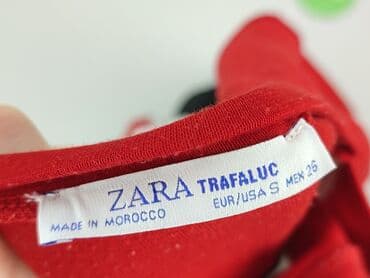 ZARA TRAFALUC
MADE IN MOROCCO EUR/USA S MEX 26